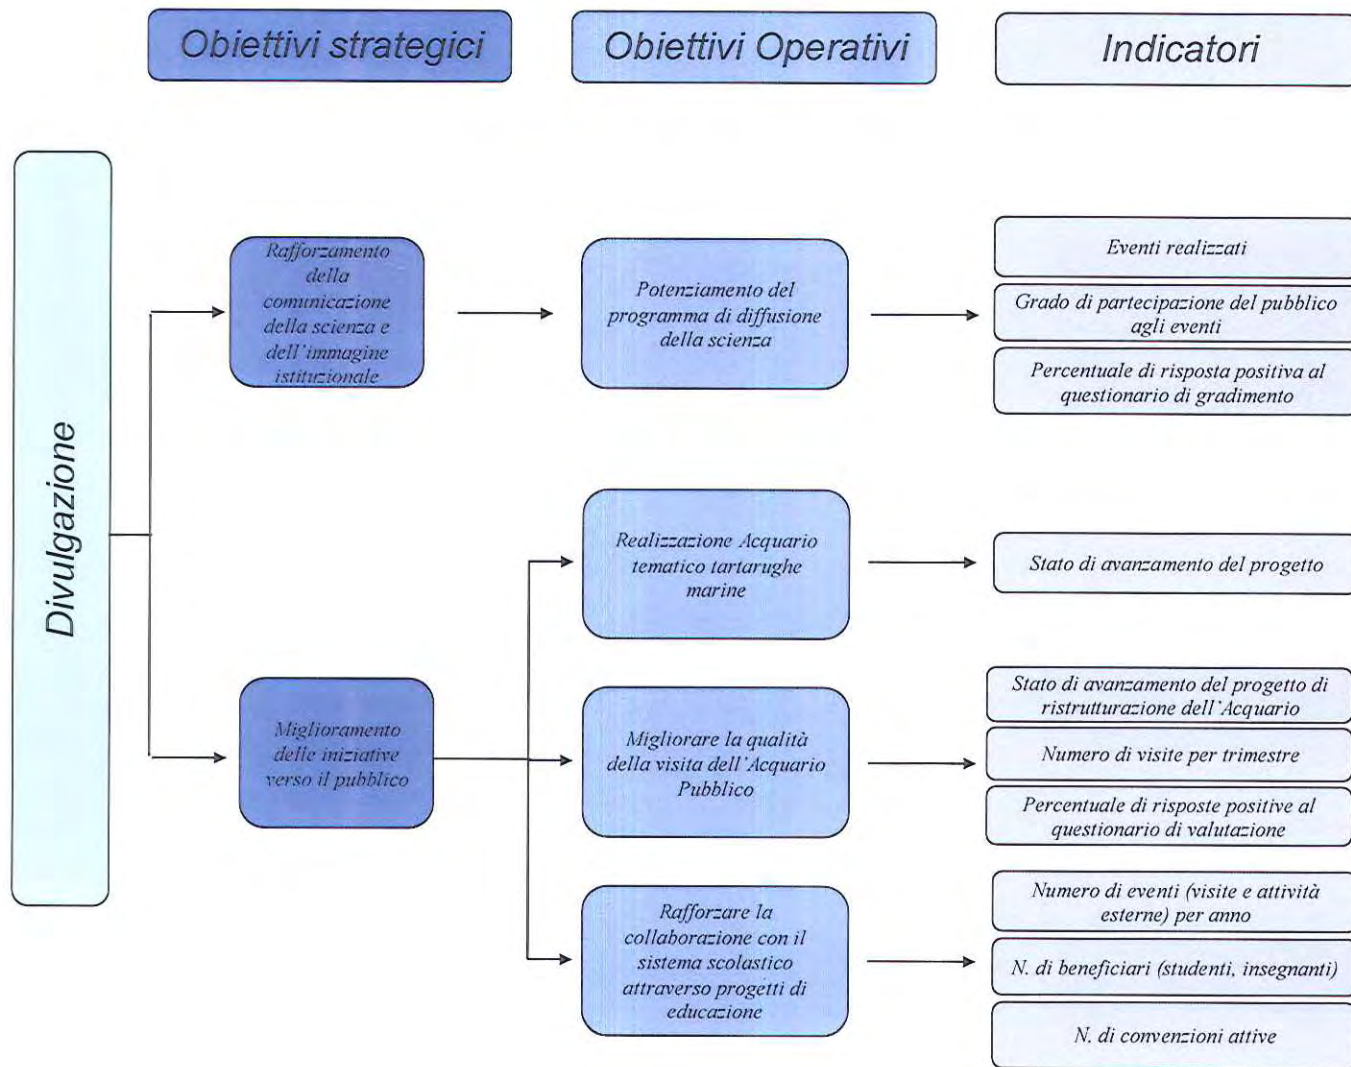 Obiettivi strategici
Obiettivi Operativi
Indicatori
Divulgazione
Rafforzamento
della
comunicazione
della scienza e
dell'immagine
istituzionale
Potenziamento del
programma di diffusione
della scienza
Eventi realizzati
Grado di partecipazione del pubblico
agli eventi
Percentuale di risposta positiva al
questionario di gradimento
Miglioramento
delle iniziative
verso il pubblico
Realizzazione Acquario
tematico tartarughe
marine
Stato di avanzamento del progetto
Migliorare la qualità
della visita dell'Acquario
Pubblico
Stato di avanzamento del progetto di
ristrutturazione dell'Acquario
Numero di visite per trimestre
Percentuale di risposte positive al
questionario di valutazione
Rafforzare la
collaborazione con il
sistema scolastico
attraverso progetti di
educazione
Numero di eventi (visite e attività
esterne) per anno
N. di beneficiari (studenti, insegnanti)
N. di convenzioni attive